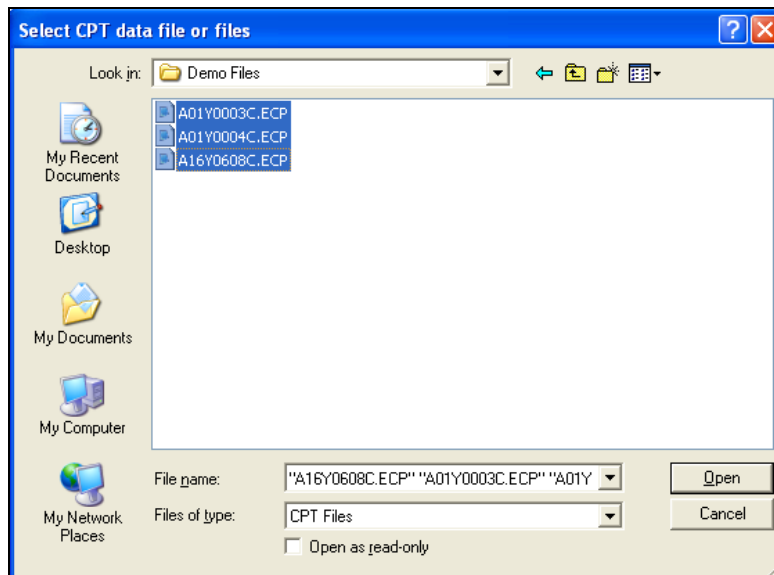 Select CPT data file or files
Look in: Demo Files
A01Y0003C.ECP
A01Y0004C.ECP
A16Y0608C.ECP
My Recent
Documents
Desktop
My Documents
My Computer
My Network
Places
File name: "A16Y0608C.ECP" "A01Y0003C.ECP" "A01Y Open
Files of type: CPT Files Cancel
Open as read-only